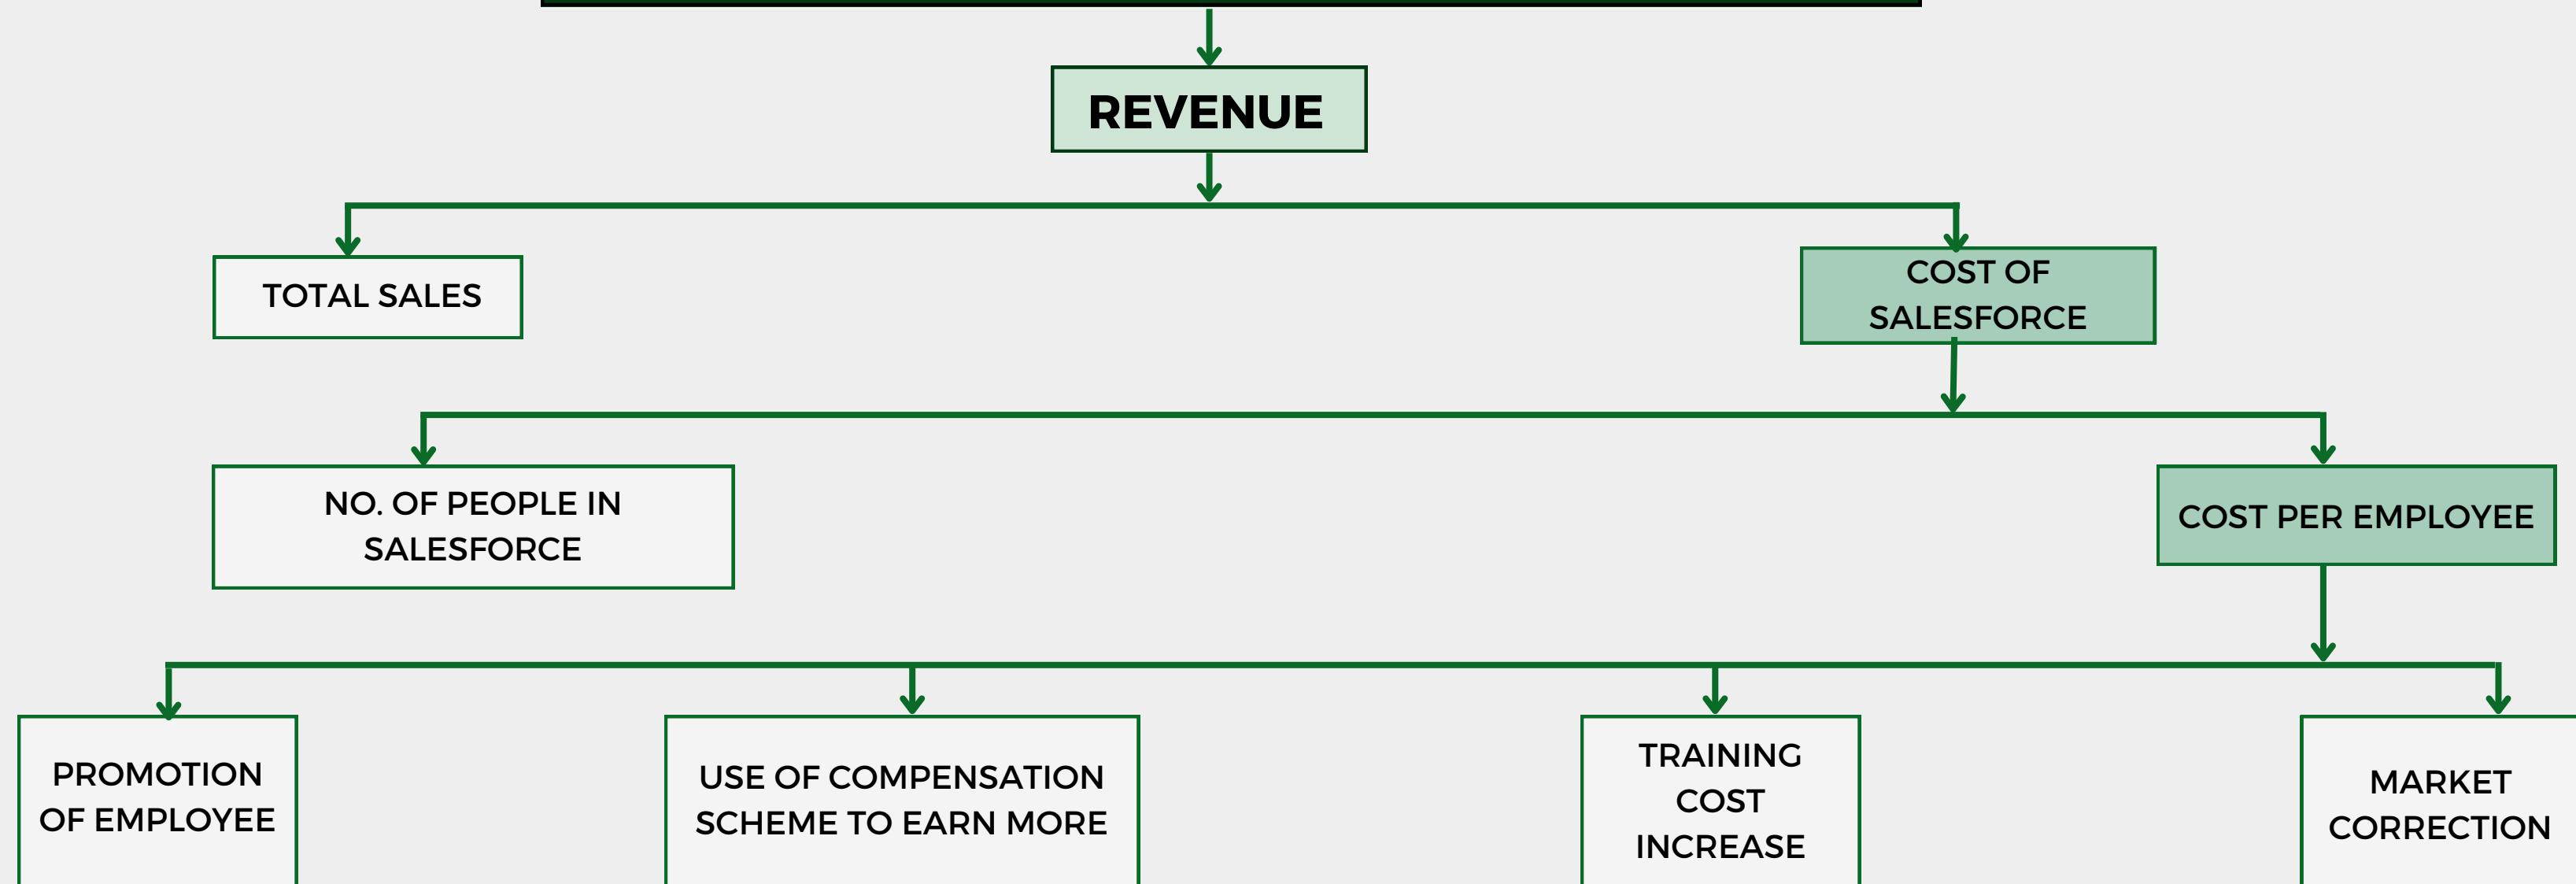 REVENUE
TOTAL SALES
COST OF
SALESFORCE
NO. OF PEOPLE IN
SALESFORCE
COST PER EMPLOYEE
PROMOTION
OF EMPLOYEE
USE OF COMPENSATION
SCHEME TO EARN MORE
TRAINING
COST
INCREASE
MARKET
CORRECTION